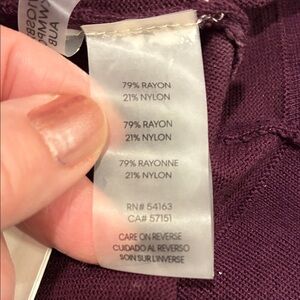 79% RAYON
21% NYLON
79% RAYON
21% NYLON
79% RAYONNE
21% NYLON
RN# 54163
CA# 57151
CARE ON REVERSE
CUIDADO AL REVERSO
SOIN SUR L'INVERSE